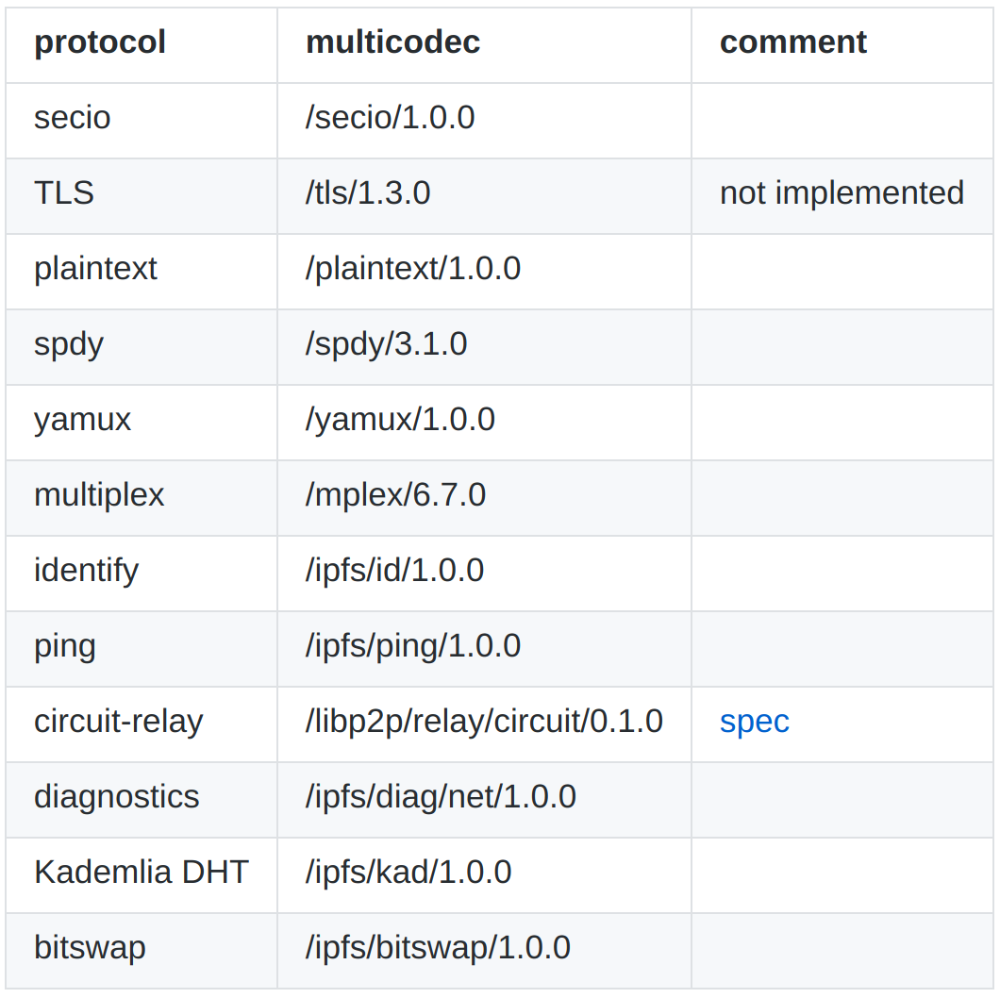 protocol multicodec comment
secio /secio/1.0.0
TLS /tls/1.3.0 not implemented
plaintext /plaintext/1.0.0
spdy /spdy/3.1.0
yamux /yamux/1.0.0
multiplex /mplex/6.7.0
identify /ipfs/id/1.0.0
ping /ipfs/ping/1.0.0
circuit-relay /libp2p/relay/circuit/0.1.0 spec
diagnostics /ipfs/diag/net/1.0.0
Kademlia DHT /ipfs/kad/1.0.0
bitswap /ipfs/bitswap/1.0.0